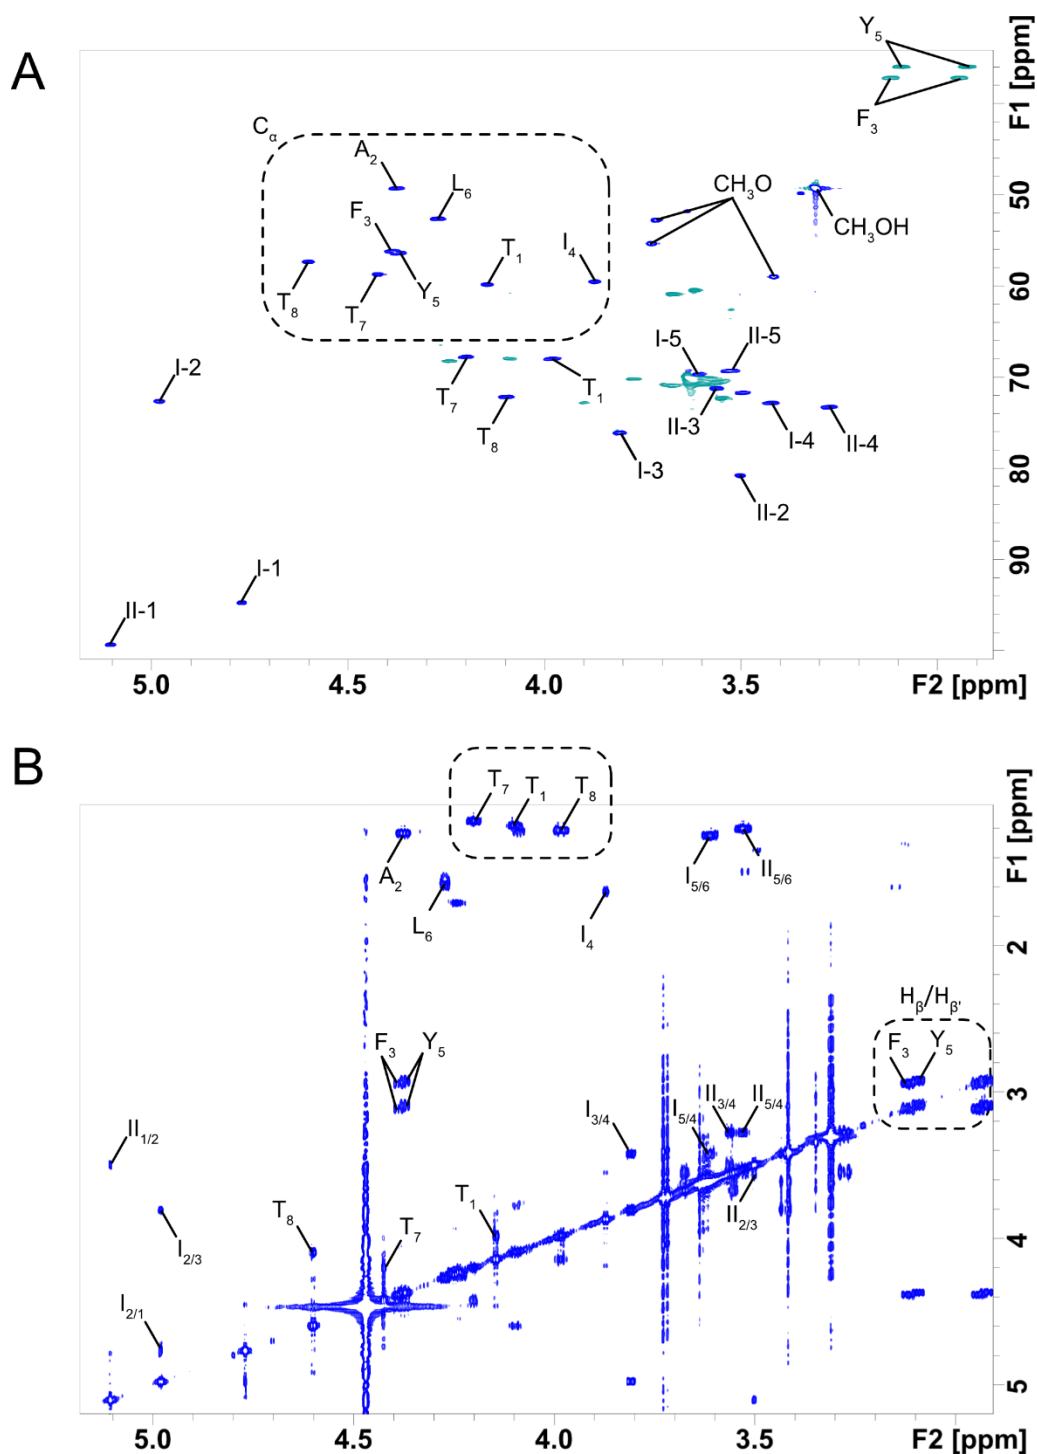 A
Y5
F3
F1 [ppm]
Cα
A2
L6
F3
T1
I4
CH3O
CH3OH
50
T8
T7
Y5
60
I-2
I-5
II-5
70
T7
T8
T1
II-3
I-4
II-4
I-3
80
II-2
I-1
90
II-1
5.0
4.5
4.0
3.5
F2 [ppm]
B
T7
T1
T8
F1 [ppm]
A2
L6
I4
I5/6
II5/6
2
Hβ/Hβ'
F3
Y5
F3
Y5
3
II1/2
I3/4
I5/4
II3/4
II5/4
T8
T7
T1
II2/3
I2/3
4
I2/1
5
5.0
4.5
4.0
3.5
F2 [ppm]